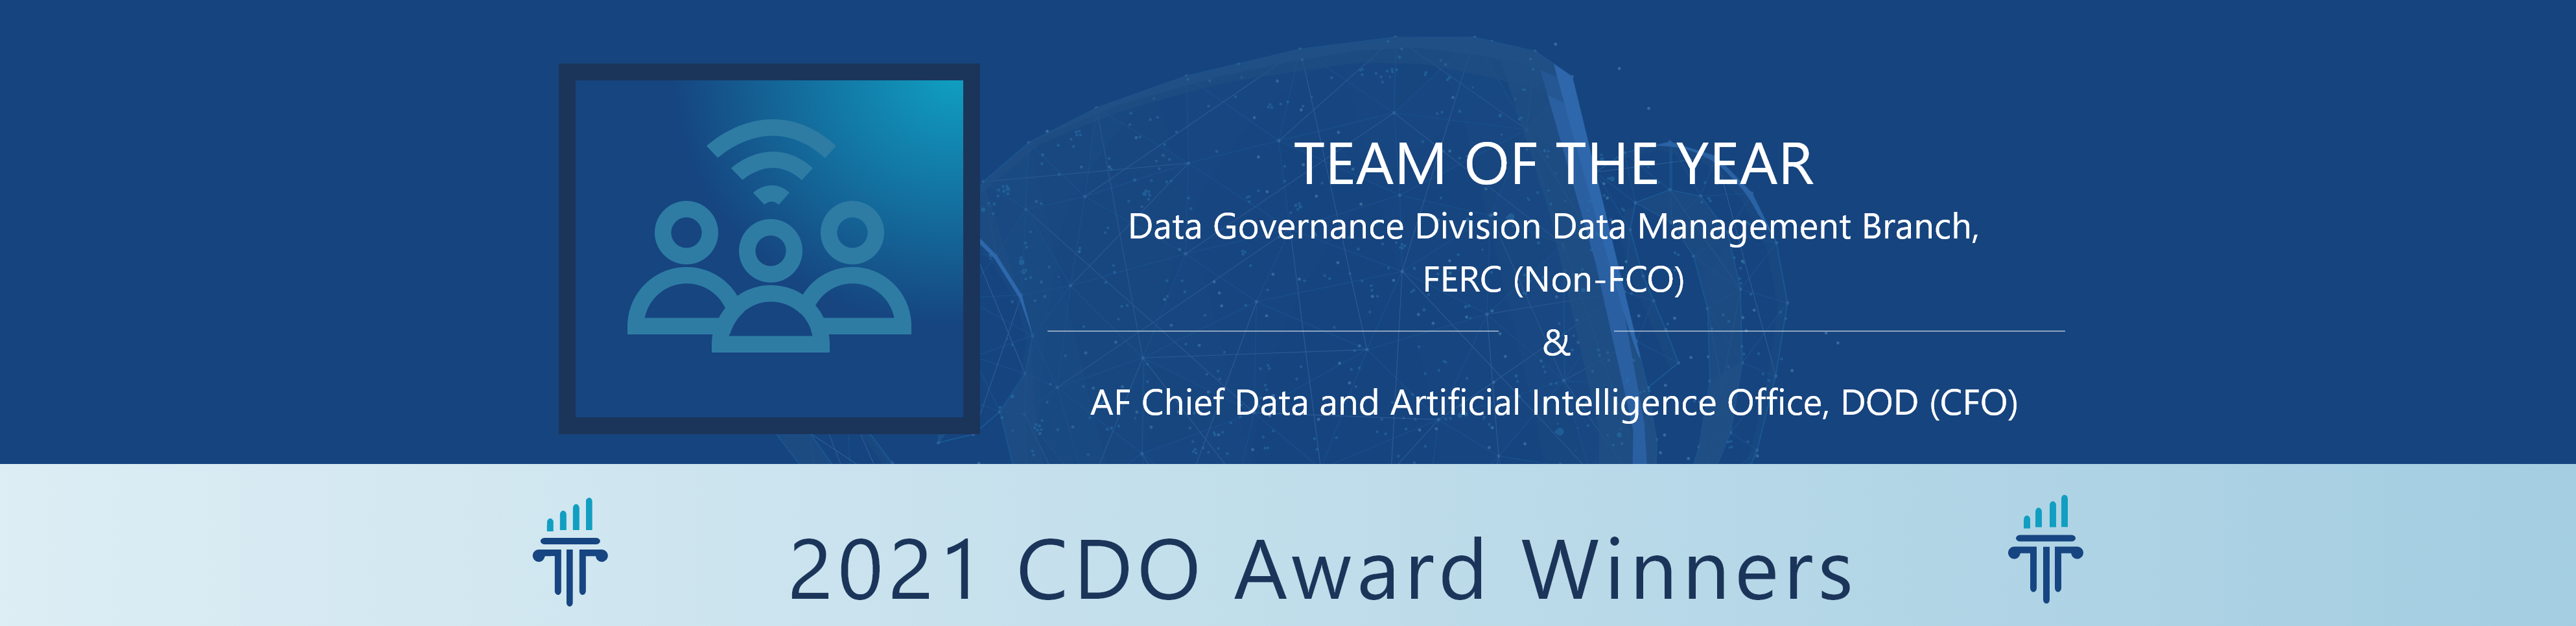 TEAM OF THE YEAR
Data Governance Division Data Management Branch,
FERC (Non-FCO)
&
AF Chief Data and Artificial Intelligence Office, DOD (CFO)
2021 CDO Award Winners